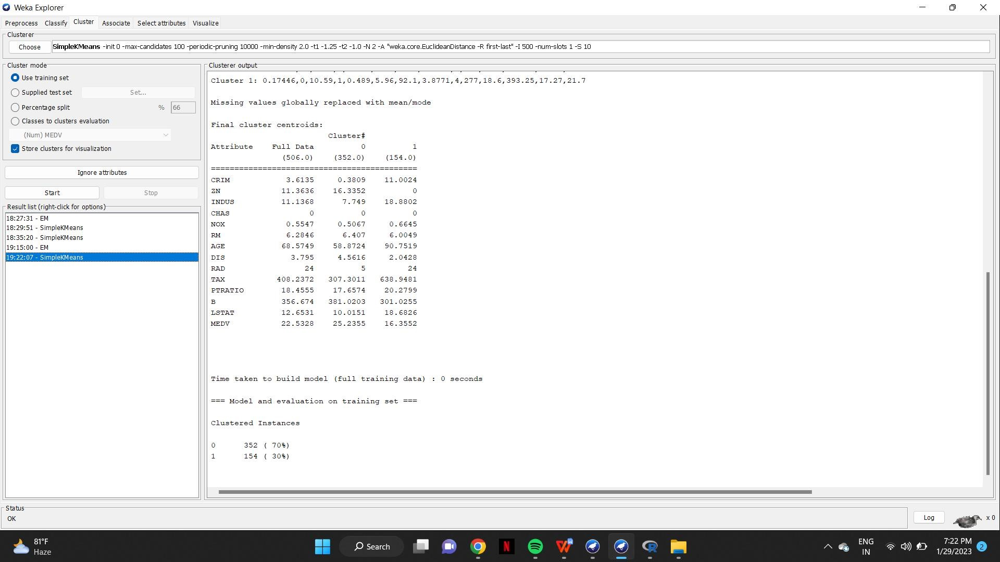 Weka Explorer
Preprocess Classify Cluster Associate Select attributes Visualize
Clusterer
Choose SimpleKMeans -init 0 -max-candidates 100 -periodic-pruning 10000 -min-density 2.0 -t1 -1.25 -t2 -1.0 -N 2 -A "weka.core.EuclideanDistance -R first-last" -I 500 -num-slots 1 -S 10
Cluster mode
Use training set
Supplied test set Set...
Percentage split % 66
Classes to clusters evaluation
(Num) MEDV
Store clusters for visualization
Ignore attributes
Start Stop
Result list (right-click for options)
18:27:31 - EM
18:29:51 - SimpleKMeans
18:35:20 - SimpleKMeans
19:15:00 - EM
19:22:07 - SimpleKMeans
Clusterer output
Cluster 1: 0.17446,0,10.59,1,0.489,5.96,92.1,3.8771,4,277,18.6,393.25,17.27,21.7
Missing values globally replaced with mean/mode
Final cluster centroids:
Cluster#
Attribute Full Data 0 1
(506.0) (352.0) (154.0)
============================================
CRIM 3.6135 0.3809 11.0024
ZN 11.3636 16.3352 0
INDUS 11.1368 7.749 18.8802
CHAS 0 0 0
NOX 0.5547 0.5067 0.6645
RM 6.2846 6.407 6.0049
AGE 68.5749 58.8724 90.7519
DIS 3.795 4.5616 2.0428
RAD 24 5 24
TAX 408.2372 307.3011 638.9481
PTRATIO 18.4555 17.6574 20.2799
B 356.674 381.0203 301.0255
LSTAT 12.6531 10.0151 18.6826
MEDV 22.5328 25.2355 16.3552
Time taken to build model (full training data) : 0 seconds
=== Model and evaluation on training set ===
Clustered Instances
0 352 ( 70%)
1 154 ( 30%)
Status
OK
Log x 0
81°F
Haze
Search
ENG
IN
7:22 PM
1/29/2023
2